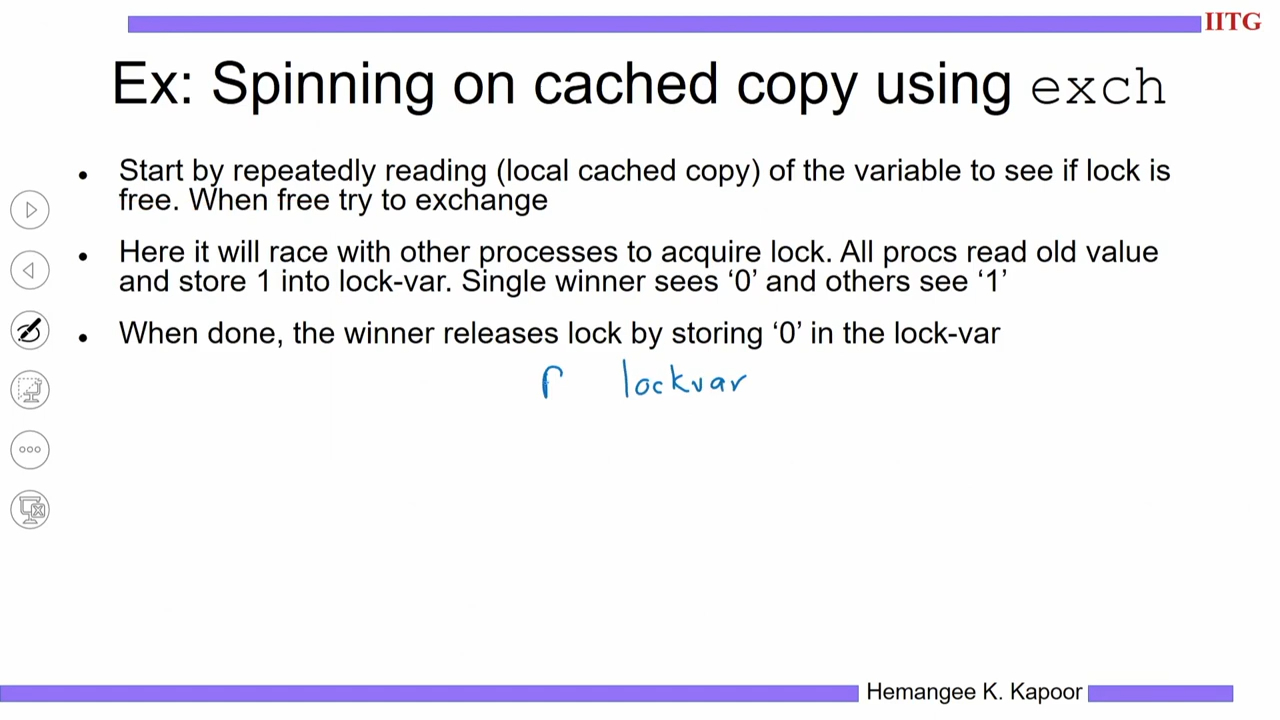 IITG
Ex: Spinning on cached copy using exch
• Start by repeatedly reading (local cached copy) of the variable to see if lock is
free. When free try to exchange
• Here it will race with other processes to acquire lock. All procs read old value
and store 1 into lock-var. Single winner sees ‘0’ and others see ‘1’
• When done, the winner releases lock by storing ‘0’ in the lock-var
r lockvar
Hemangee K. Kapoor